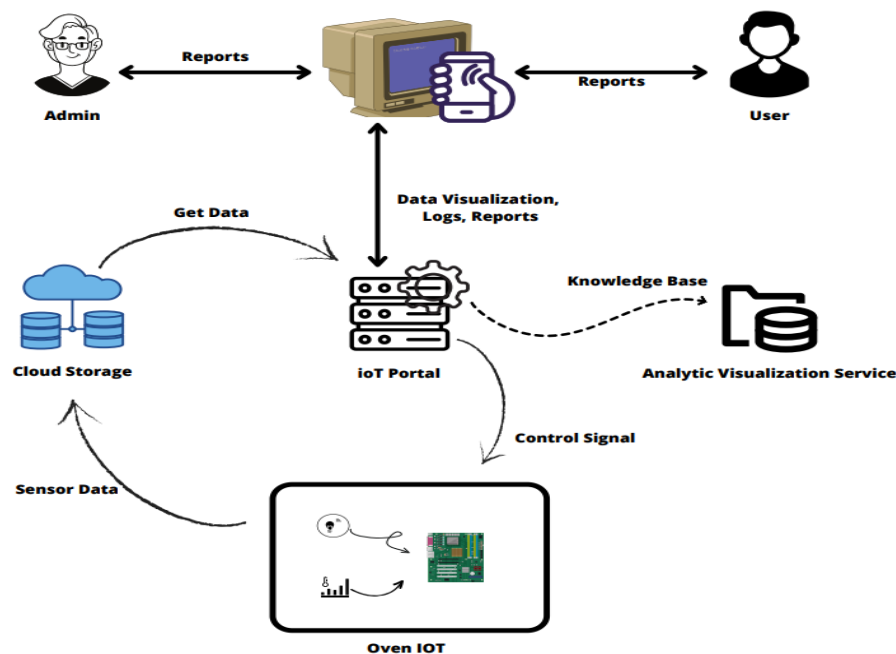 Reports
Reports
Admin
User
Data Visualization,
Logs, Reports
Get Data
Knowledge Base
Cloud Storage
ioT Portal
Analytic Visualization Service
Control Signal
Sensor Data
Oven IOT